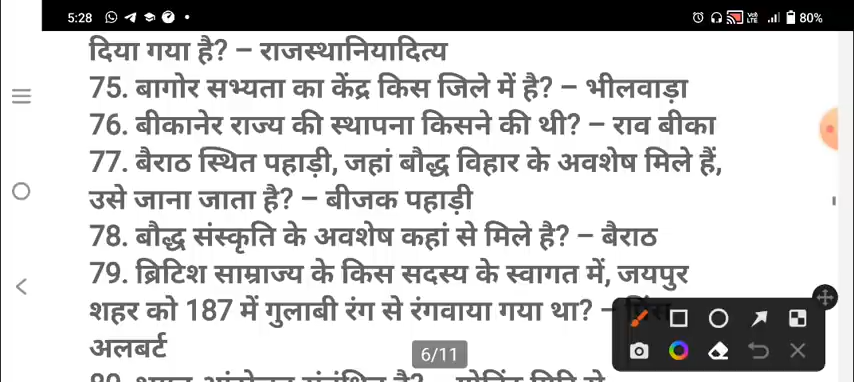 5:28 80%
दिया गया है? – राजस्थानियादित्य
75. बागोर सभ्यता का केंद्र किस जिले में है? – भीलवाड़ा
76. बीकानेर राज्य की स्थापना किसने की थी? – राव बीका
77. बैराठ स्थित पहाड़ी, जहां बौद्ध विहार के अवशेष मिले हैं,
उसे जाना जाता है? – बीजक पहाड़ी
78. बौद्ध संस्कृति के अवशेष कहां से मिले है? – बैराठ
79. ब्रिटिश साम्राज्य के किस सदस्य के स्वागत में, जयपुर
शहर को 187 में गुलाबी रंग से रंगवाया गया था? –
अलबर्ट
6/11